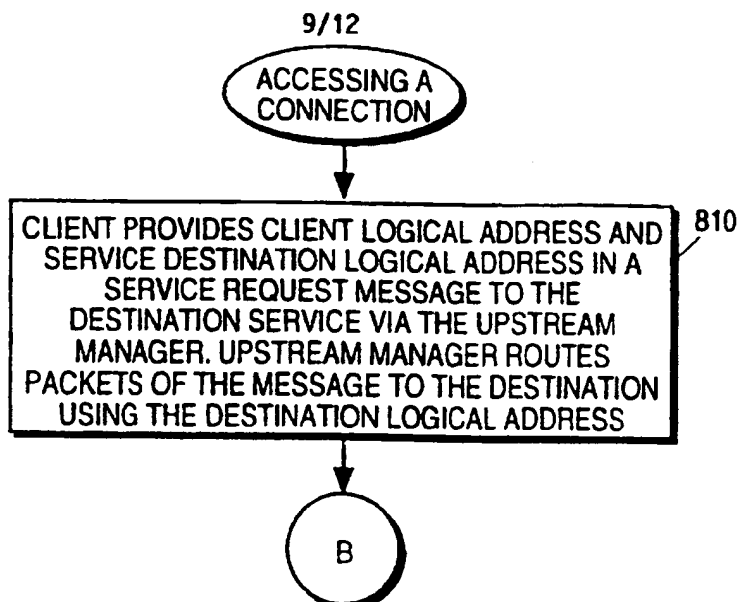 9/12
ACCESSING A
CONNECTION
810
CLIENT PROVIDES CLIENT LOGICAL ADDRESS AND
SERVICE DESTINATION LOGICAL ADDRESS IN A
SERVICE REQUEST MESSAGE TO THE
DESTINATION SERVICE VIA THE UPSTREAM
MANAGER. UPSTREAM MANAGER ROUTES
PACKETS OF THE MESSAGE TO THE DESTINATION
USING THE DESTINATION LOGICAL ADDRESS
B